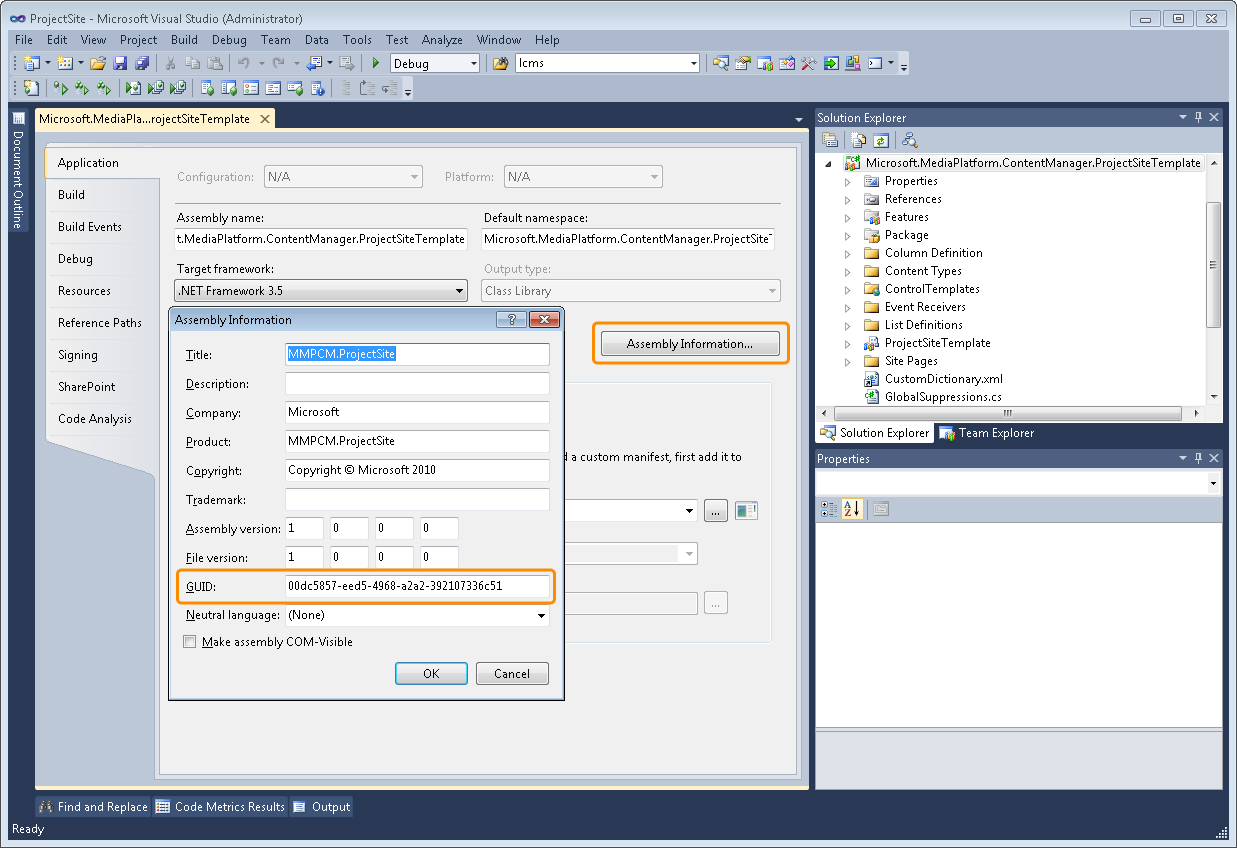 ProjectSite - Microsoft Visual Studio (Administrator)
File Edit View Project Build Debug Team Data Tools Test Analyze Window Help
Debug lcms
Document Outline
Microsoft.MediaPla...rojectSiteTemplate
Application
Build
Build Events
Debug
Resources
Reference Paths
Signing
SharePoint
Code Analysis
Configuration: N/A Platform: N/A
Assembly name: Default namespace:
t.MediaPlatform.ContentManager.ProjectSiteTemplate Microsoft.MediaPlatform.ContentManager.ProjectSiteT
Target framework: Output type:
.NET Framework 3.5 Class Library
Assembly Information...
d a custom manifest, first add it to
...
...
Assembly Information
?
Title: MMPCM.ProjectSite
Description:
Company: Microsoft
Product: MMPCM.ProjectSite
Copyright: Copyright © Microsoft 2010
Trademark:
Assembly version: 1 0 0 0
File version: 1 0 0 0
GUID: 00dc5857-eed5-4968-a2a2-392107336c51
Neutral language: (None)
Make assembly COM-Visible
OK Cancel
Solution Explorer
Microsoft.MediaPlatform.ContentManager.ProjectSiteTemplate
Properties
References
Features
Package
Column Definition
Content Types
ControlTemplates
Event Receivers
List Definitions
ProjectSiteTemplate
Site Pages
CustomDictionary.xml
GlobalSuppressions.cs
Solution Explorer Team Explorer
Properties
Find and Replace Code Metrics Results Output
Ready